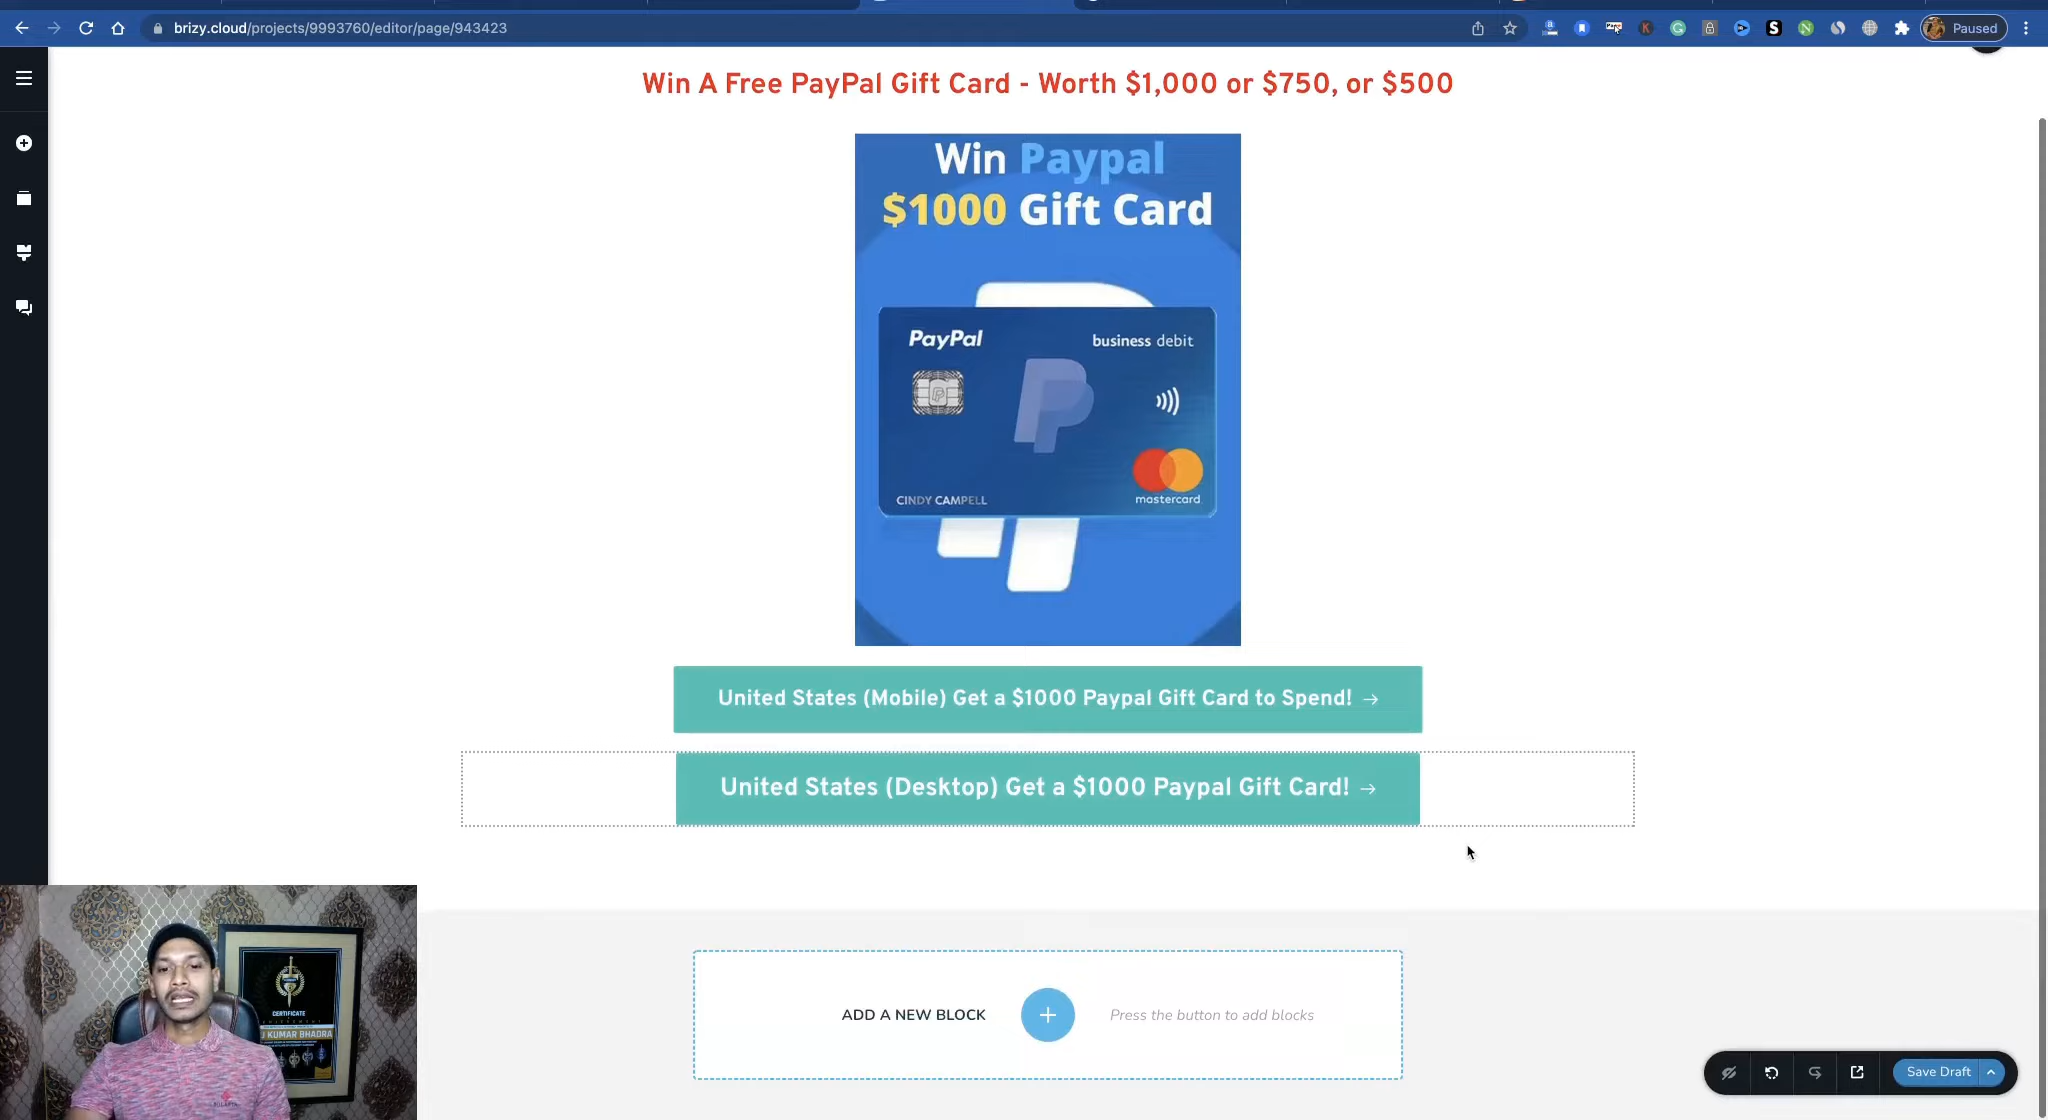 brizy.cloud/projects/9993760/editor/page/943423
Paused
Win A Free PayPal Gift Card - Worth $1,000 or $750, or $500
Win Paypal
$1000 Gift Card
PayPal
business debit
CINDY CAMPELL
mastercard
United States (Mobile) Get a $1000 Paypal Gift Card to Spend! →
United States (Desktop) Get a $1000 Paypal Gift Card! →
CERTIFICATE
KUMAR BHADRA
ADD A NEW BLOCK
Press the button to add blocks
Save Draft